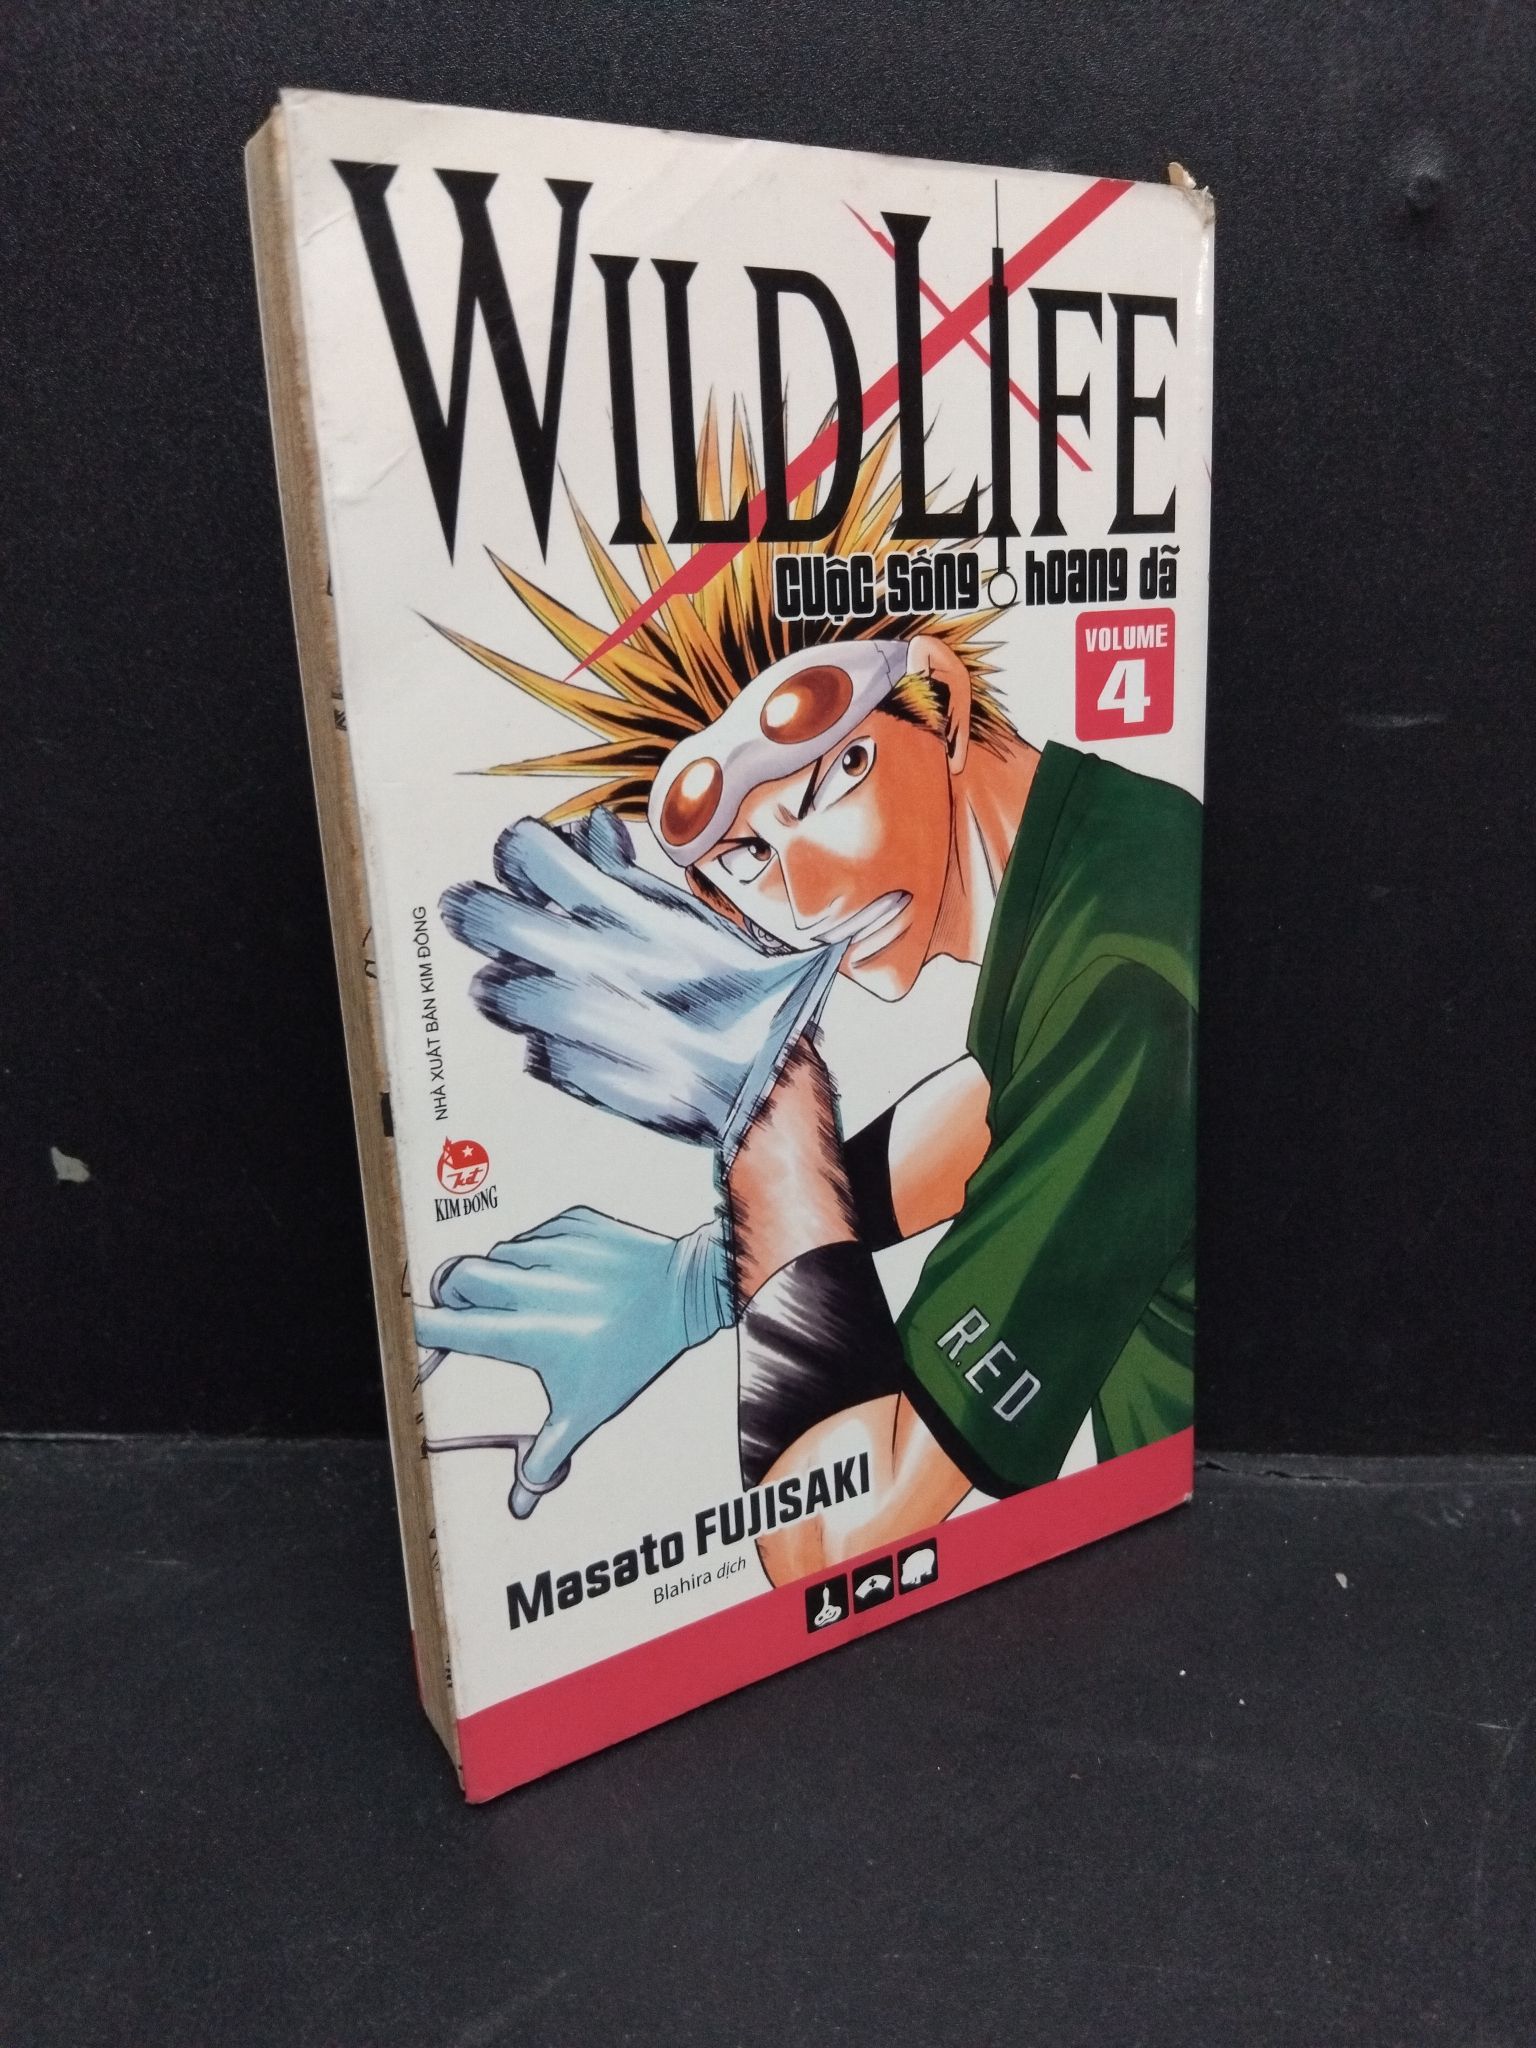 WILD LIFE
cuộc sống hoang dã
VOLUME
4
NHÀ XUẤT BẢN KIM ĐỒNG
KIM ĐỒNG
R.E.D.
Masato FUJISAKI
Blahira dịch